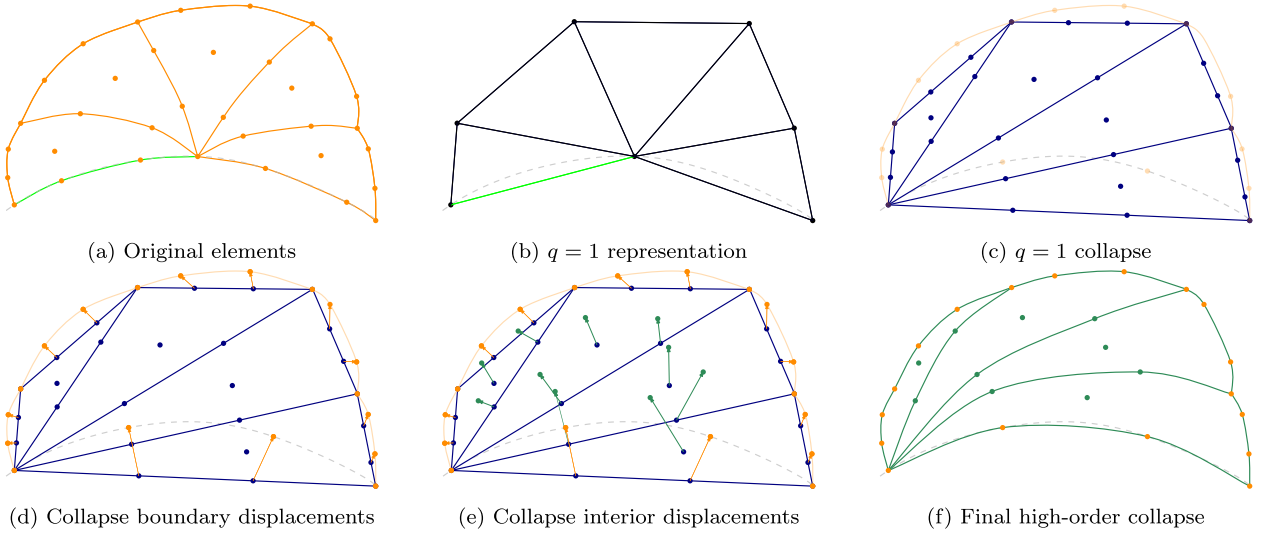 (a) Original elements
(b) q = 1 representation
(c) q = 1 collapse
(d) Collapse boundary displacements
(e) Collapse interior displacements
(f) Final high-order collapse